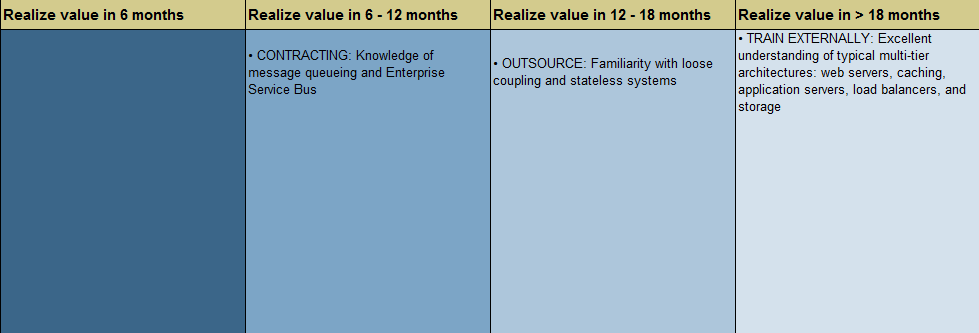 Realize value in 6 months
Realize value in 6 - 12 months
Realize value in 12 - 18 months
Realize value in > 18 months
• CONTRACTING: Knowledge of
message queueing and Enterprise
Service Bus
• OUTSOURCE: Familiarity with loose
coupling and stateless systems
• TRAIN EXTERNALLY: Excellent
understanding of typical multi-tier
architectures: web servers, caching,
application servers, load balancers, and
storage